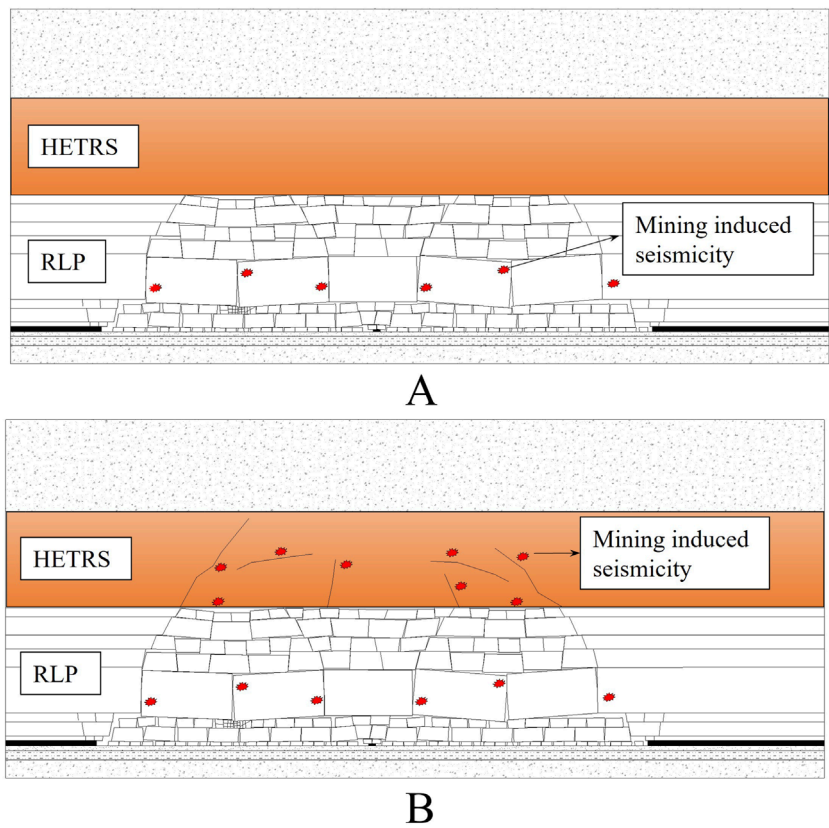 HETRS
Mining induced
seismicity
RLP
A
HETRS
Mining induced
seismicity
RLP
B